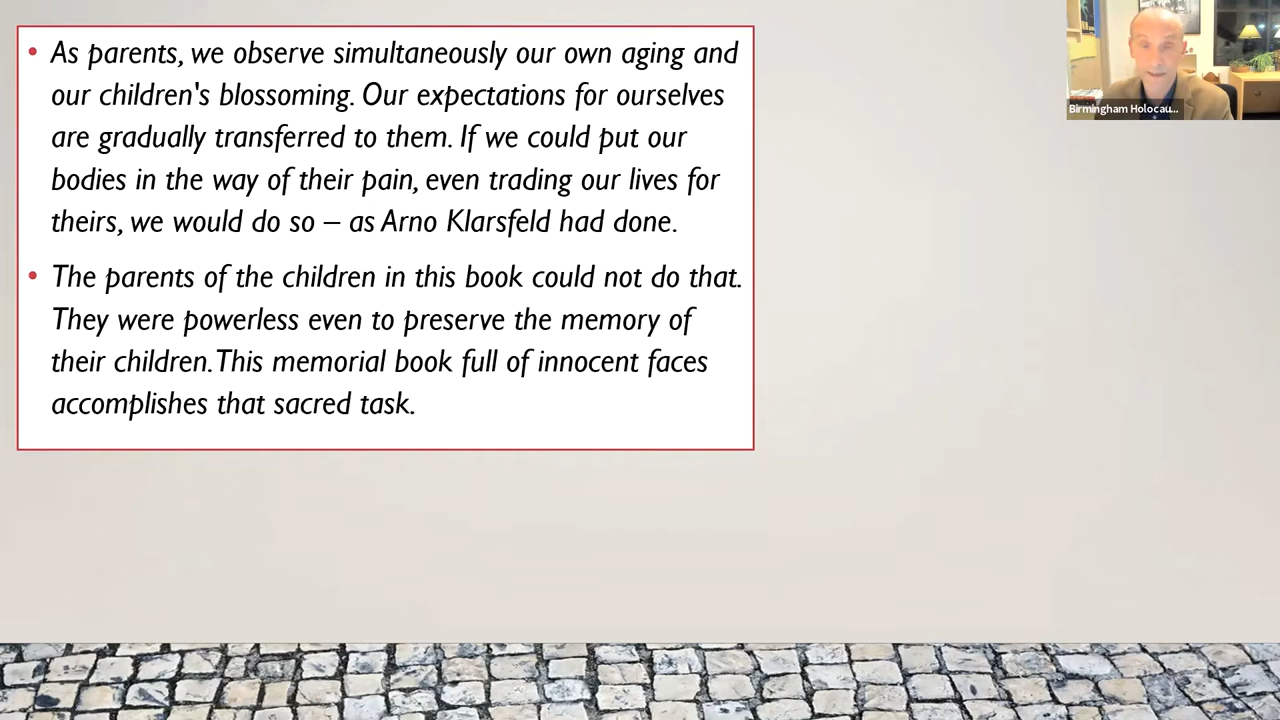 As parents, we observe simultaneously our own aging and
our children's blossoming. Our expectations for ourselves
are gradually transferred to them. If we could put our
bodies in the way of their pain, even trading our lives for
theirs, we would do so – as Arno Klarsfeld had done.
The parents of the children in this book could not do that.
They were powerless even to preserve the memory of
their children. This memorial book full of innocent faces
accomplishes that sacred task.
Birmingham Holocau...